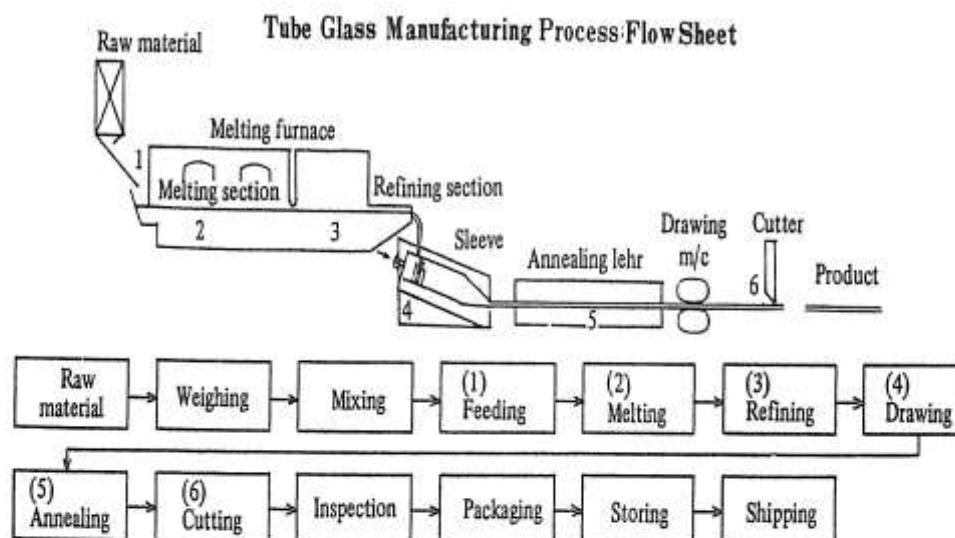 Tube Glass Manufacturing Process Flow Sheet
Raw material
Melting furnace
1
Melting section
Refining section
2
3
Sleeve
4
Annealing lehr
5
Drawing
m/c
Cutter
6
Product
Raw
material
Weighing
Mixing
(1)
Feeding
(2)
Melting
(3)
Refining
(4)
Drawing
(5)
Annealing
(6)
Cutting
Inspection
Packaging
Storing
Shipping